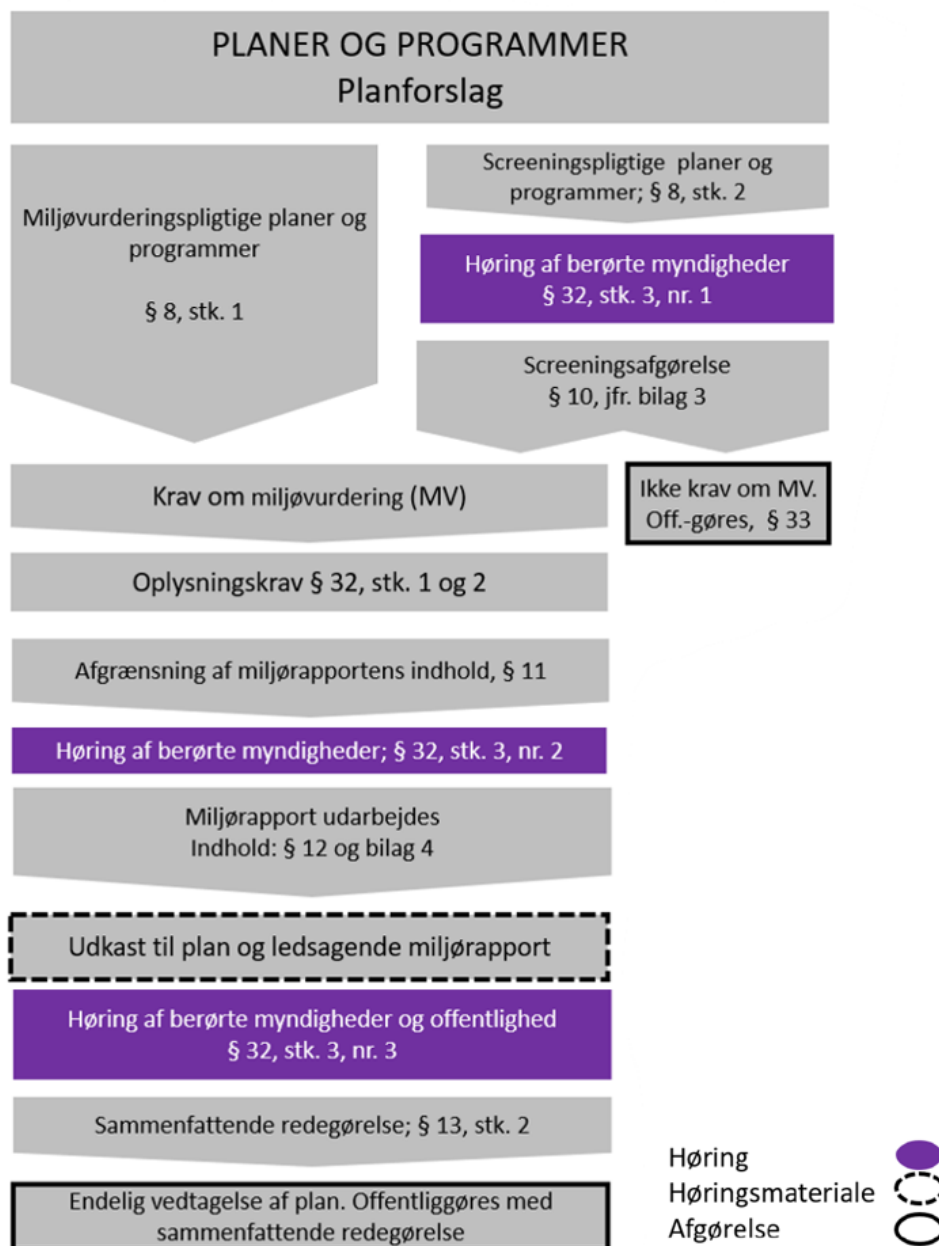 PLANER OG PROGRAMMER
Planforslag
Miljøvurderingspligtige planer og
programmer
§ 8, stk. 1
Screeningspligtige planer og
programmer; § 8, stk. 2
Høring af berørte myndigheder
§ 32, stk. 3, nr. 1
Screeningsafgørelse
§ 10, jfr. bilag 3
Krav om miljøvurdering (MV)
Ikke krav om MV.
Off.-gøres, § 33
Oplysningskrav § 32, stk. 1 og 2
Afgrænsning af miljørapportens indhold, § 11
Høring af berørte myndigheder; § 32, stk. 3, nr. 2
Miljørapport udarbejdes
Indhold: § 12 og bilag 4
Udkast til plan og ledsagende miljørapport
Høring af berørte myndigheder og offentlighed
§ 32, stk. 3, nr. 3
Sammenfattende redegørelse; § 13, stk. 2
Endelig vedtagelse af plan. Offentliggøres med
sammenfattende redegørelse
Høring
Høringsmateriale
Afgørelse